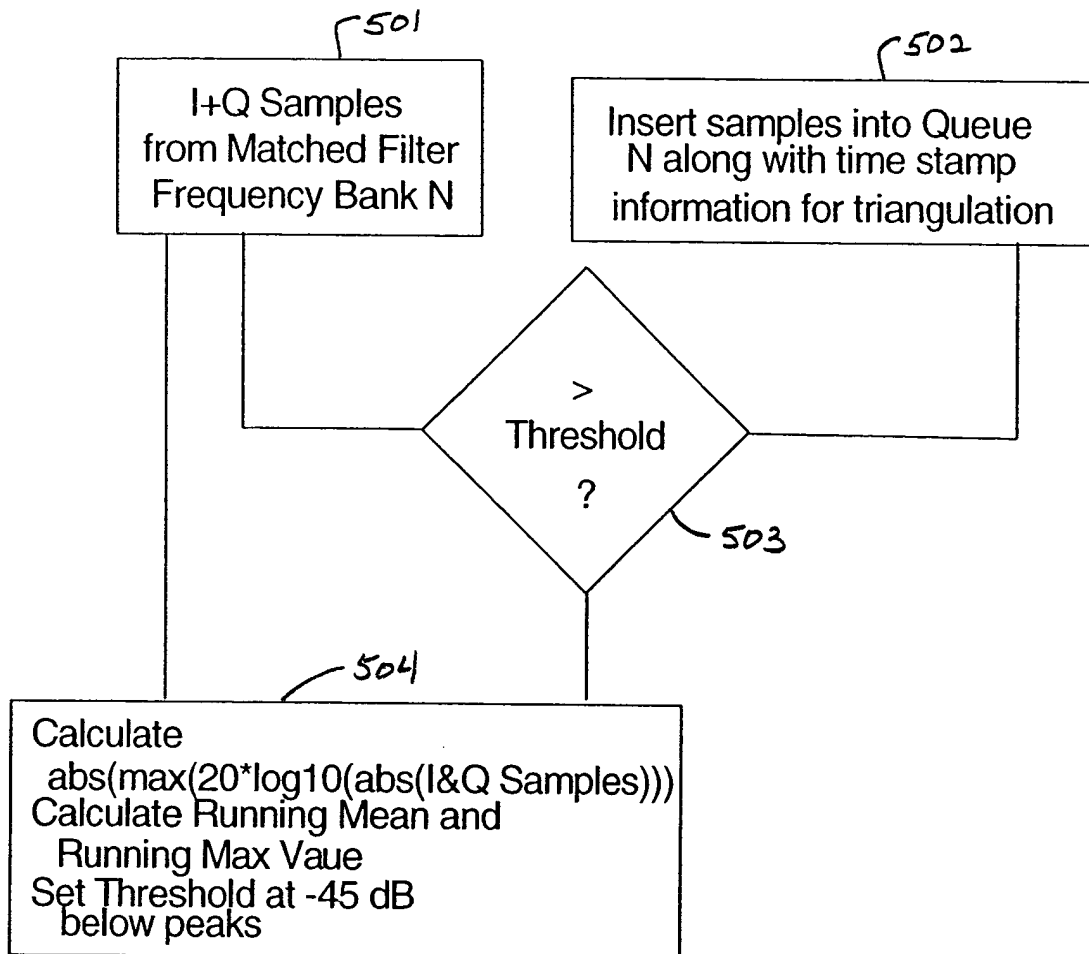 501
I+Q Samples
from Matched Filter
Frequency Bank N
502
Insert samples into Queue
N along with time stamp
information for triangulation
>
Threshold
?
503
504
Calculate
abs(max(20*log10(abs(I&Q Samples)))
Calculate Running Mean and
Running Max Vaue
Set Threshold at -45 dB
below peaks